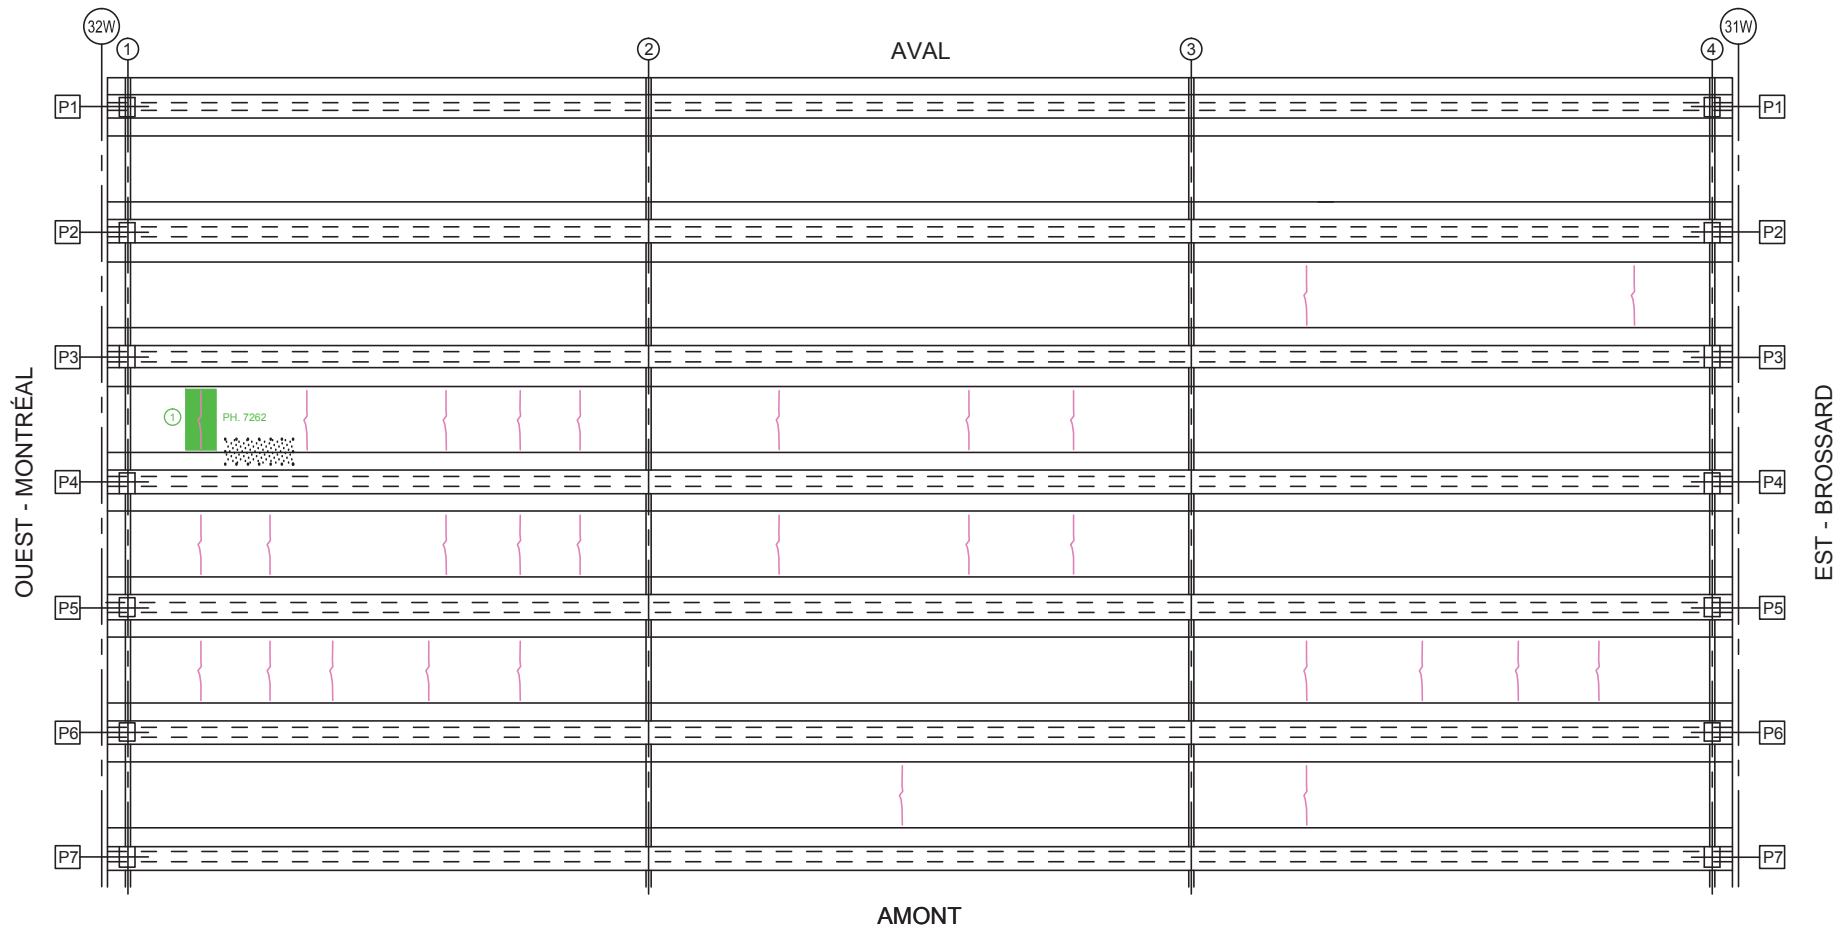 32W
31W
1
2
3
4
AVAL
P1
P1
P2
P2
P3
P3
1
PH. 7262
OUEST - MONTRÉAL
EST - BROSSARD
P4
P4
P5
P5
P6
P6
P7
P7
AMONT